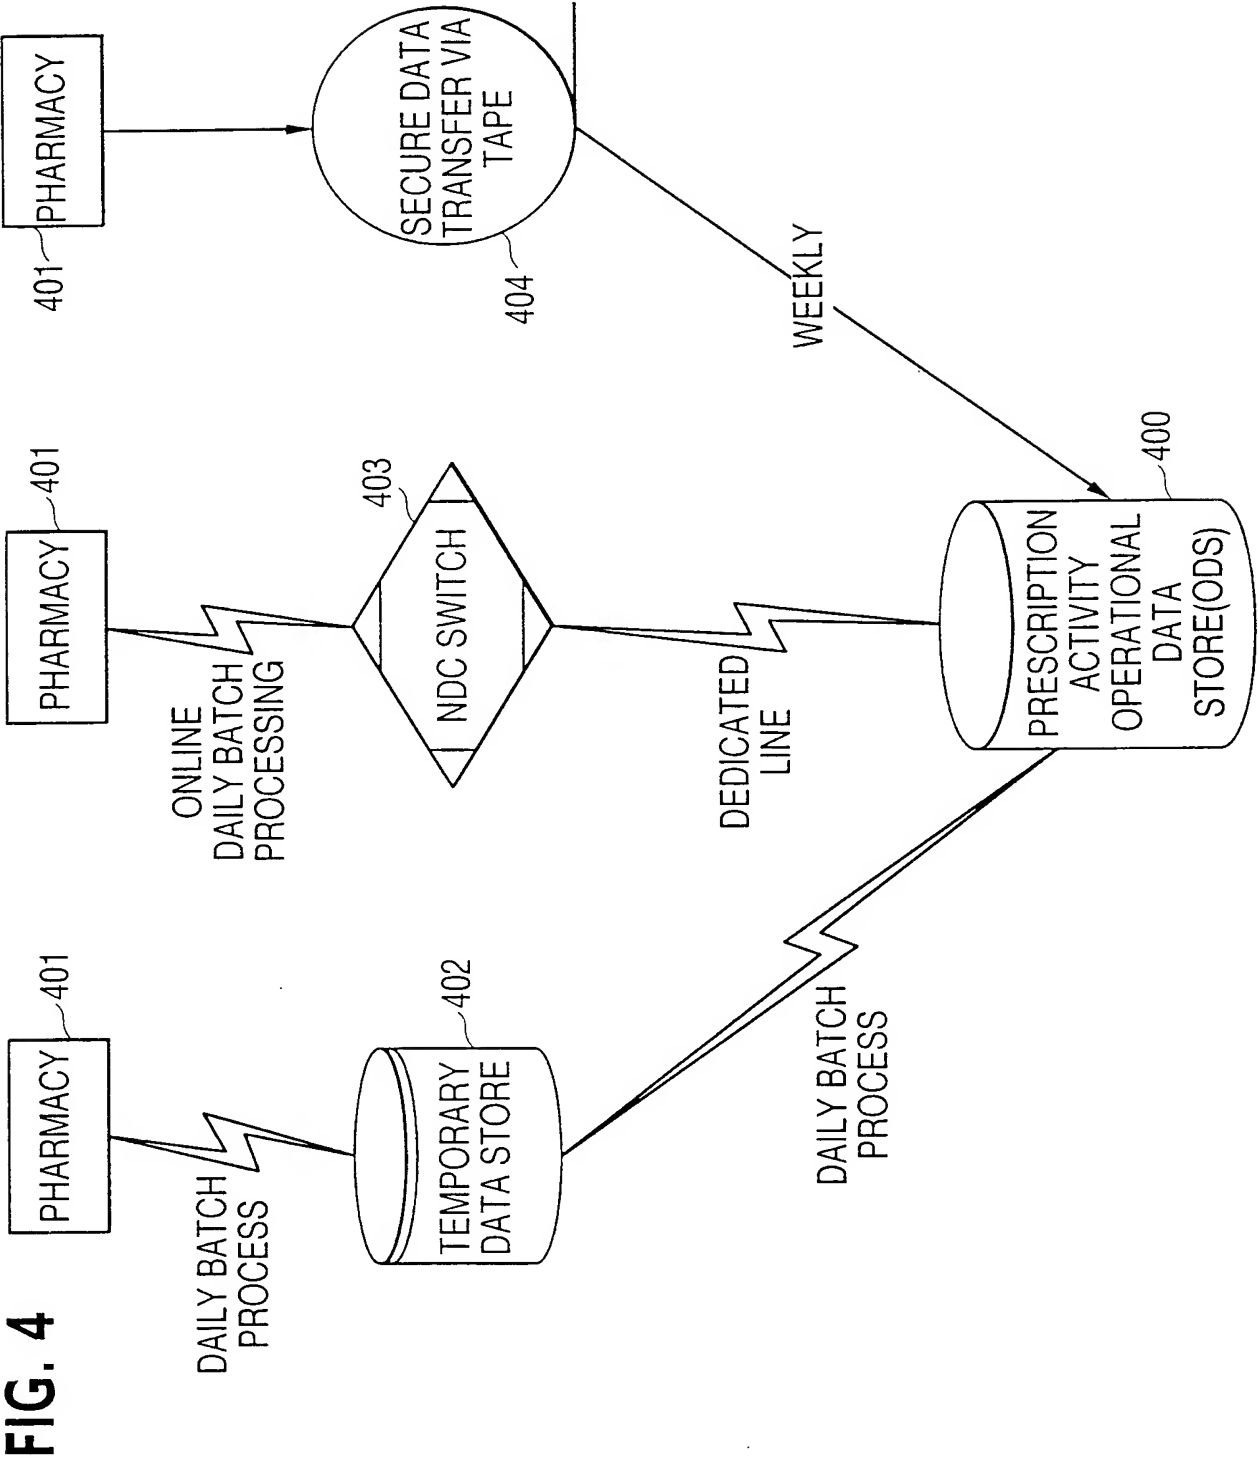 FIG. 4
PHARMACY
401
DAILY BATCH
PROCESS
TEMPORARY
DATA STORE
402
DAILY BATCH
PROCESS
PHARMACY
401
ONLINE
DAILY BATCH
PROCESSING
NDC SWITCH
403
DEDICATED
LINE
PRESCRIPTION
ACTIVITY
OPERATIONAL
DATA
STORE(ODS)
400
PHARMACY
401
SECURE DATA
TRANSFER VIA
TAPE
404
WEEKLY